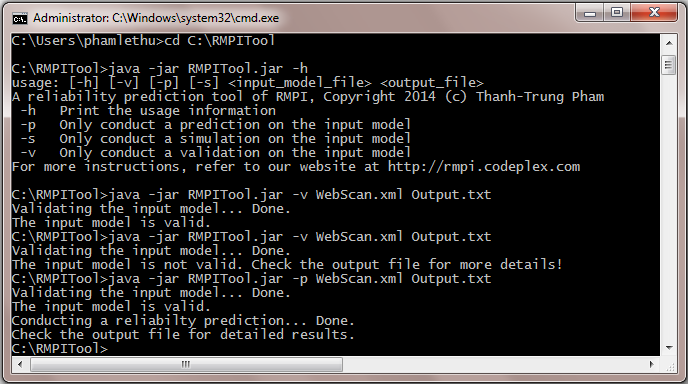 Administrator: C:\Windows\system32\cmd.exe
C:\Users\phamlethu>cd C:\RMPITool
C:\RMPITool>java -jar RMPITool.jar -h
usage: [-h] [-v] [-p] [-s] <input_model_file> <output_file>
A reliability prediction tool of RMPI, Copyright 2014 (c) Thanh-Trung Pham
-h Print the usage information
-p Only conduct a prediction on the input model
-s Only conduct a simulation on the input model
-v Only conduct a validation on the input model
For more instructions, refer to our website at http://rmpi.codeplex.com
C:\RMPITool>java -jar RMPITool.jar -v WebScan.xml Output.txt
Validating the input model... Done.
The input model is valid.
C:\RMPITool>java -jar RMPITool.jar -v WebScan.xml Output.txt
Validating the input model... Done.
The input model is not valid. Check the output file for more details!
C:\RMPITool>java -jar RMPITool.jar -p WebScan.xml Output.txt
Validating the input model... Done.
The input model is valid.
Conducting a reliabilty prediction... Done.
Check the output file for detailed results.
C:\RMPITool>